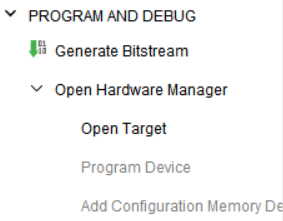 PROGRAM AND DEBUG
Generate Bitstream
Open Hardware Manager
Open Target
Program Device
Add Configuration Memory De